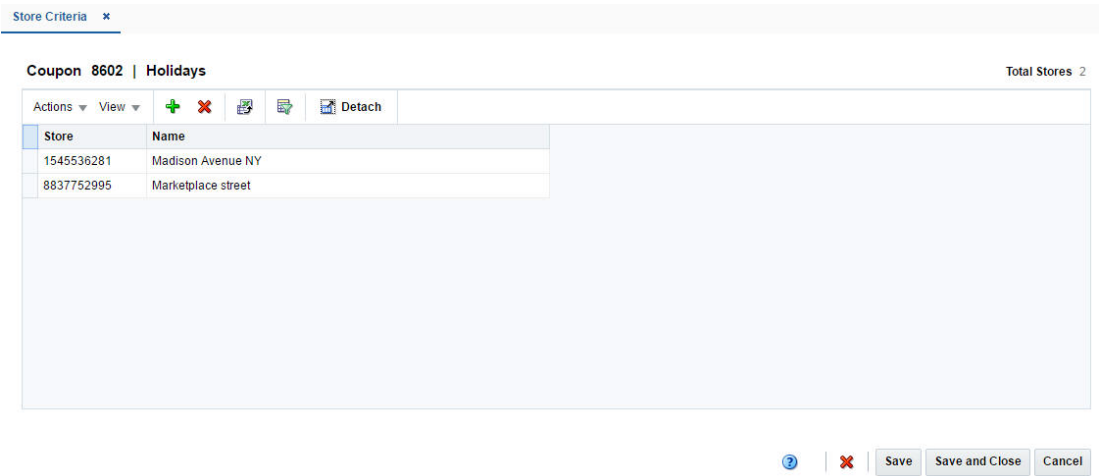 Store Criteria
Coupon 8602 | Holidays
Total Stores 2
Actions View Detach
Store Name
1545536281 Madison Avenue NY
8837752995 Marketplace street
Save Save and Close Cancel